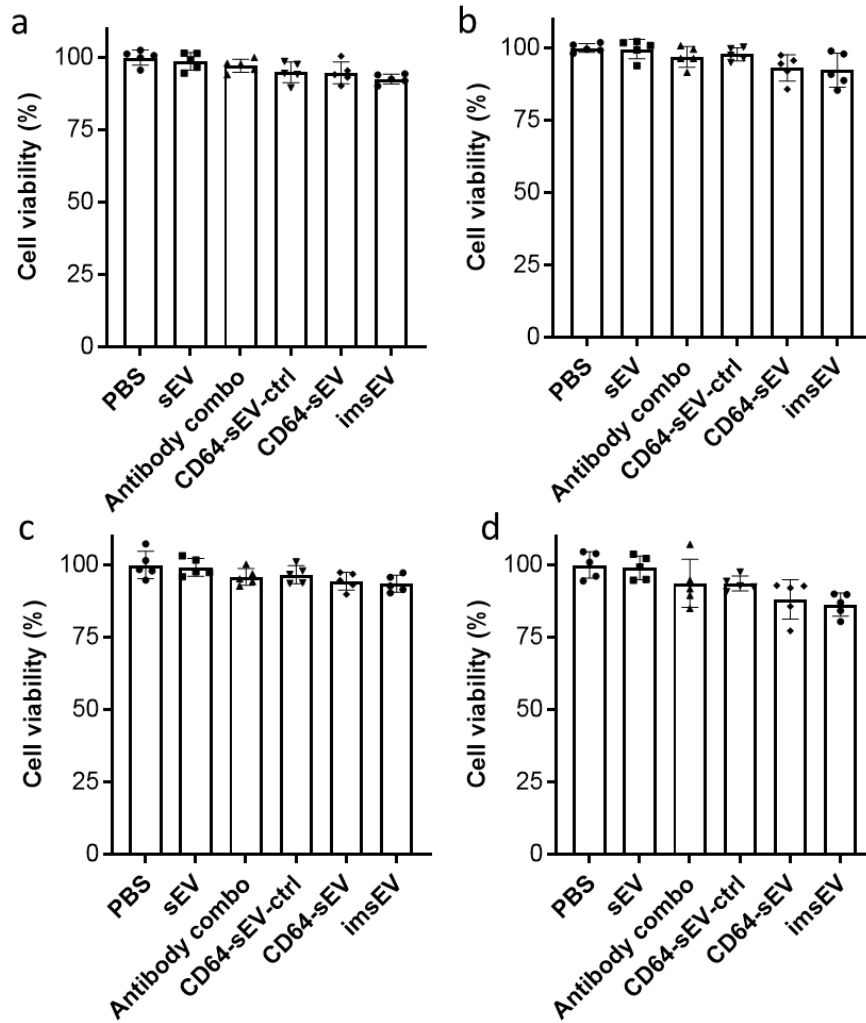 a
Cell viability (%)
100
75
50
25
0
PBS
sEV
Antibody combo
CD64-sEV-ctrl
CD64-sEV
imsEV
b
Cell viability (%)
100
75
50
25
0
PBS
sEV
Antibody combo
CD64-sEV-ctrl
CD64-sEV
imsEV
c
Cell viability (%)
100
75
50
25
0
PBS
sEV
Antibody combo
CD64-sEV-ctrl
CD64-sEV
imsEV
d
Cell viability (%)
100
75
50
25
0
PBS
sEV
Antibody combo
CD64-sEV-ctrl
CD64-sEV
imsEV